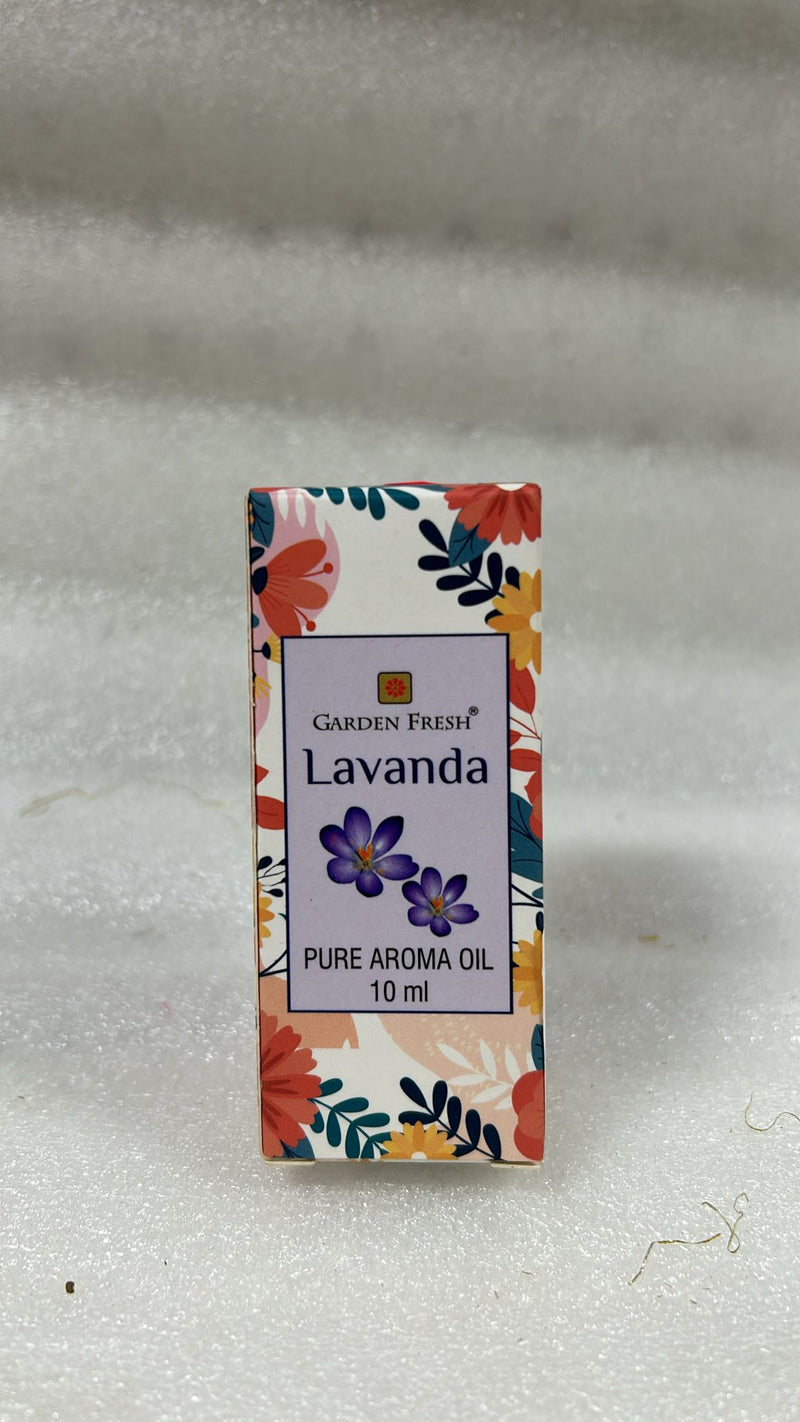 GARDEN FRESH®
Lavanda
PURE AROMA OIL
10 ml